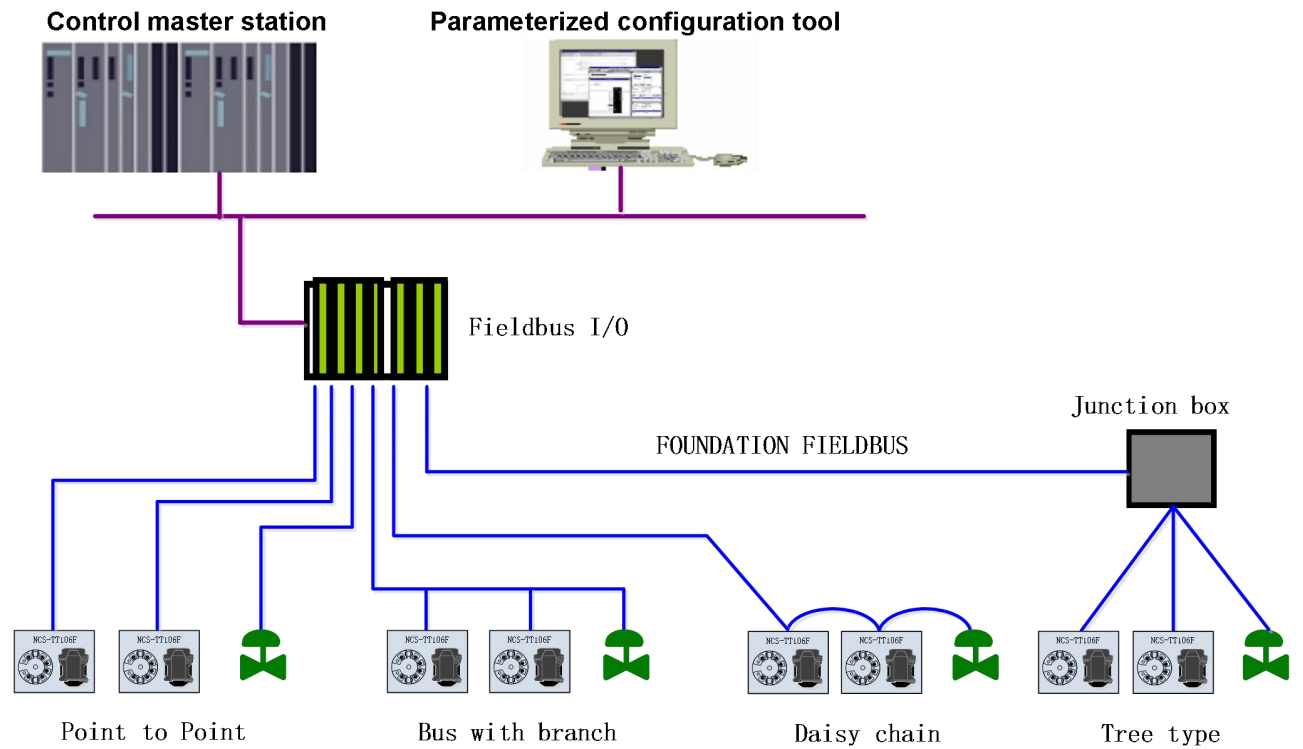 Control master station
Parameterized configuration tool
Fieldbus I/O
Junction box
FOUNDATION FIELDBUS
NCS-TT106F
NCS-TT106F
NCS-TT106F
NCS-TT106F
NCS-TT106F
NCS-TT106F
NCS-TT106F
NCS-TT106F
Point to Point
Bus with branch
Daisy chain
Tree type